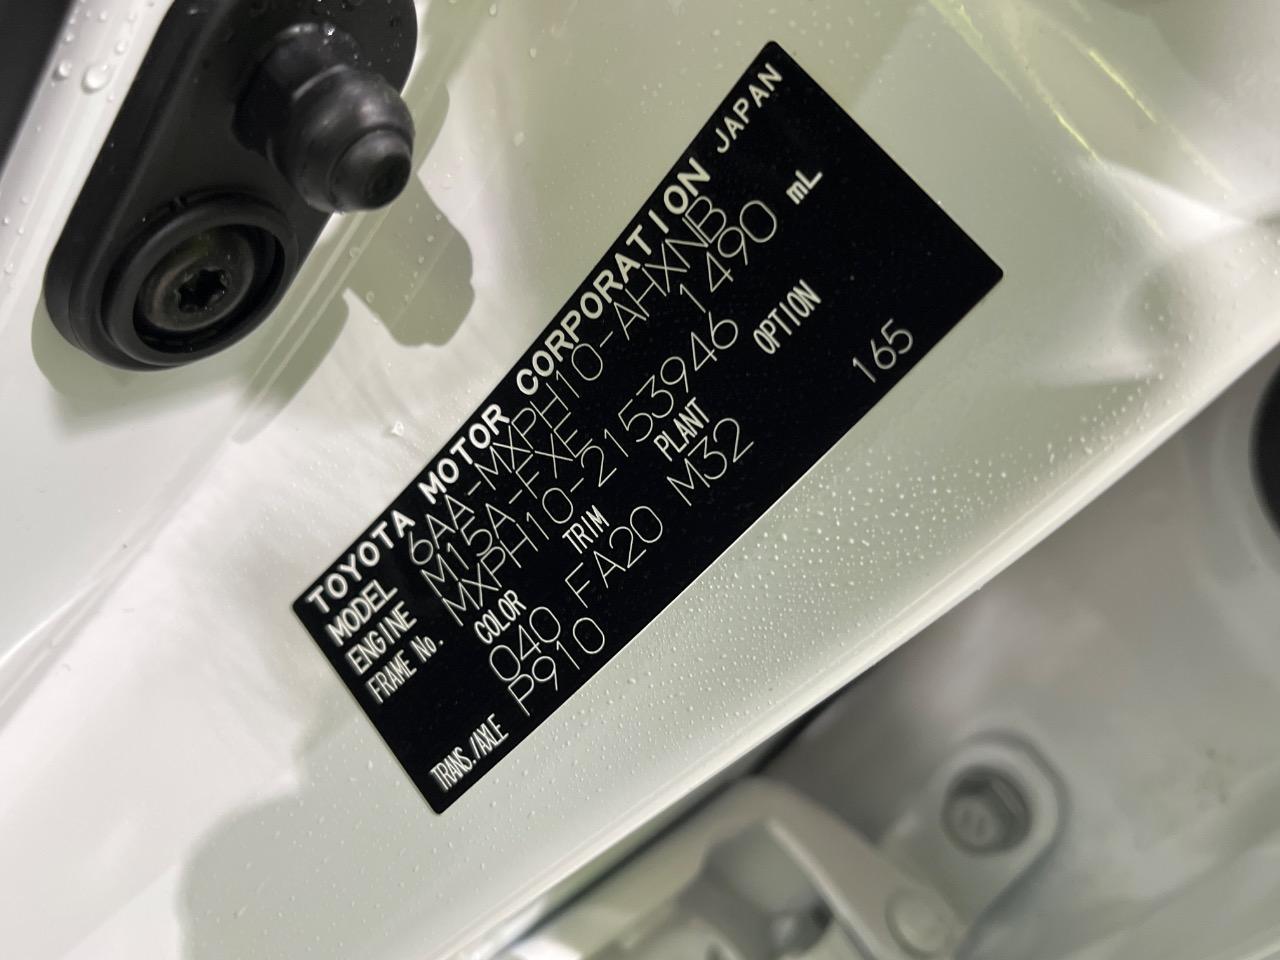 TOYOTA MOTOR CORPORATION JAPAN
MODEL 6AA-MXPH10-AHXNB
ENGINE M15A-FXE 1490 mL
FRAME No. MXPH10-2153946
COLOR TRIM PLANT OPTION
040 FA20 M32 165
TRANS./AXLE P910